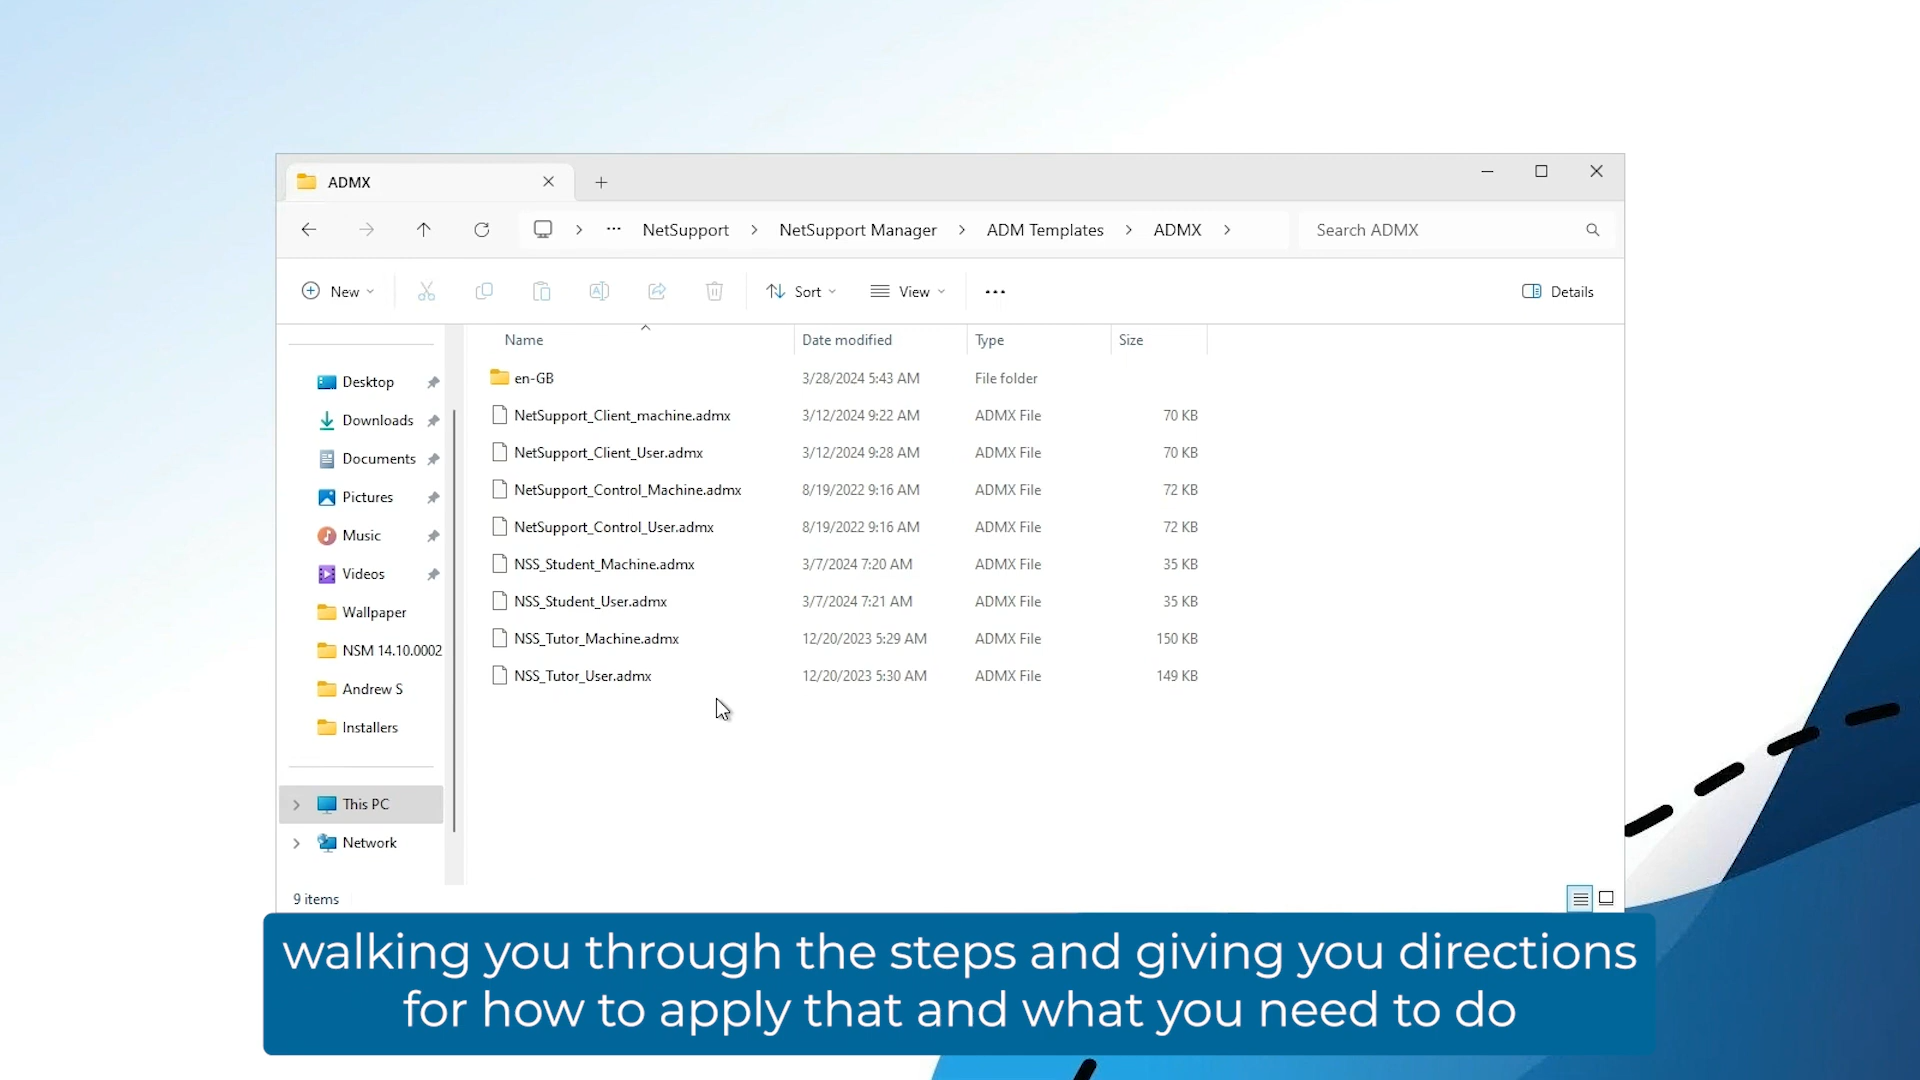 ADMX
NetSupport > NetSupport Manager > ADM Templates > ADMX >
Search ADMX
New
Sort
View
Details
Name Date modified Type Size
Desktop
Downloads
Documents
Pictures
Music
Videos
Wallpaper
NSM 14.10.0002
Andrew S
Installers
This PC
Network
en-GB 3/28/2024 5:43 AM File folder
NetSupport_Client_machine.admx 3/12/2024 9:22 AM ADMX File 70 KB
NetSupport_Client_User.admx 3/12/2024 9:28 AM ADMX File 70 KB
NetSupport_Control_Machine.admx 8/19/2022 9:16 AM ADMX File 72 KB
NetSupport_Control_User.admx 8/19/2022 9:16 AM ADMX File 72 KB
NSS_Student_Machine.admx 3/7/2024 7:20 AM ADMX File 35 KB
NSS_Student_User.admx 3/7/2024 7:21 AM ADMX File 35 KB
NSS_Tutor_Machine.admx 12/20/2023 5:29 AM ADMX File 150 KB
NSS_Tutor_User.admx 12/20/2023 5:30 AM ADMX File 149 KB
9 items
walking you through the steps and giving you directions
for how to apply that and what you need to do